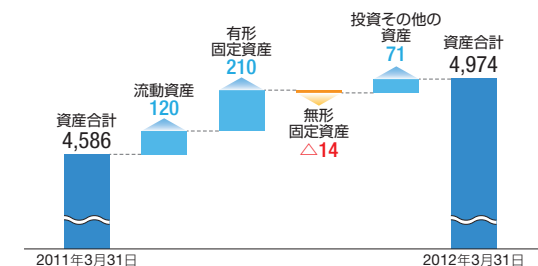 資産合計
4,586
流動資産
120
有形
固定資産
210
無形
固定資産
△14
投資その他の
資産
71
資産合計
4,974
2011年3月31日
2012年3月31日